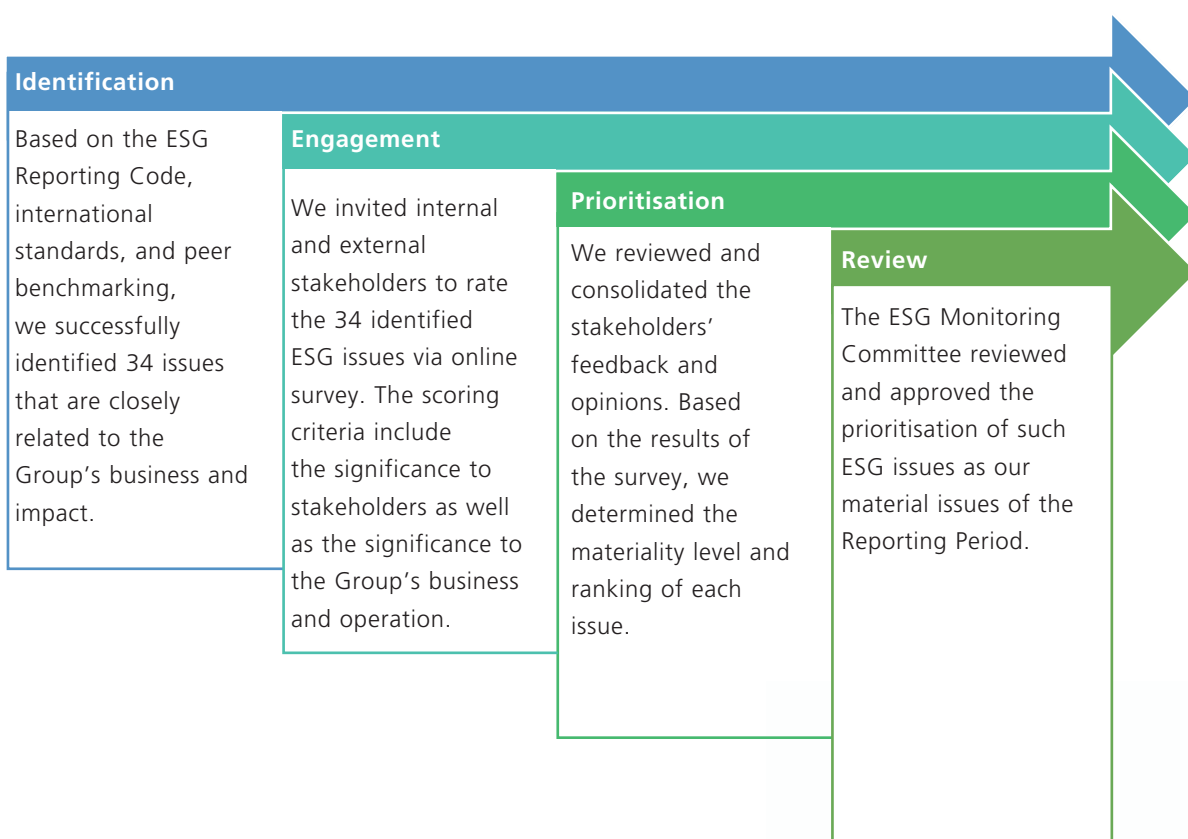 Identification
Based on the ESG
Reporting Code,
international
standards, and peer
benchmarking,
we successfully
identified 34 issues
that are closely
related to the
Group’s business and
impact.
Engagement
We invited internal
and external
stakeholders to rate
the 34 identified
ESG issues via online
survey. The scoring
criteria include
the significance to
stakeholders as well
as the significance to
the Group’s business
and operation.
Prioritisation
We reviewed and
consolidated the
stakeholders’
feedback and
opinions. Based
on the results of
the survey, we
determined the
materiality level and
ranking of each
issue.
Review
The ESG Monitoring
Committee reviewed
and approved the
prioritisation of such
ESG issues as our
material issues of the
Reporting Period.